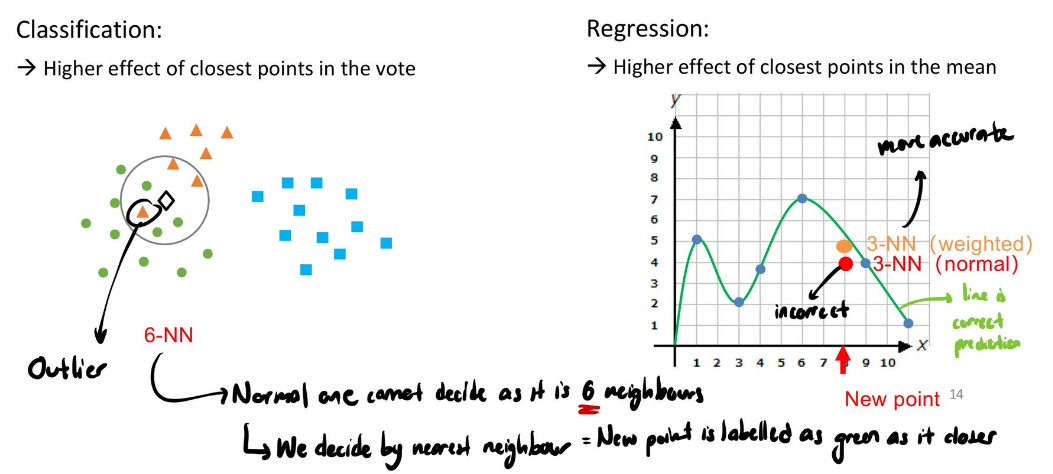 Classification:
→ Higher effect of closest points in the vote
6-NN
Outlier
Regression:
→ Higher effect of closest points in the mean
y
10
9
8
7
6
5
4
3
2
1
1 2 3 4 5 6 7 8 9 10
x
more accurate
3-NN (weighted)
3-NN (normal)
incorrect
line is
correct
prediction
New point
14
Normal one cannot decide as it is 6 neighbours
We decide by nearest neighbour = New point is labelled as green as it closer